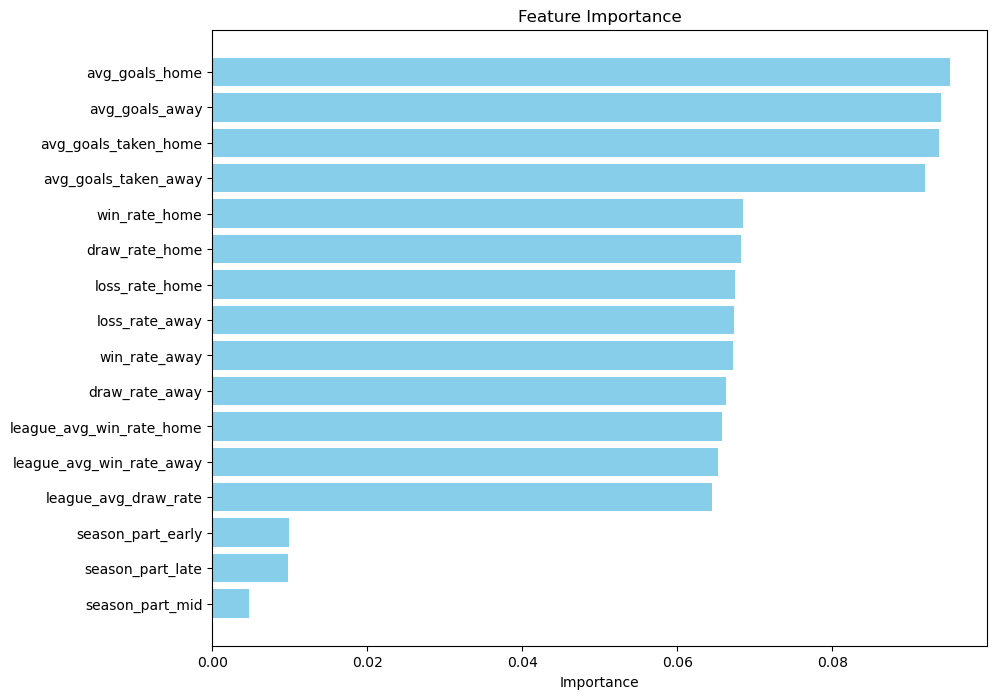 Feature Importance
avg_goals_home
avg_goals_away
avg_goals_taken_home
avg_goals_taken_away
win_rate_home
draw_rate_home
loss_rate_home
loss_rate_away
win_rate_away
draw_rate_away
league_avg_win_rate_home
league_avg_win_rate_away
league_avg_draw_rate
season_part_early
season_part_late
season_part_mid
0.00 0.02 0.04 0.06 0.08
Importance